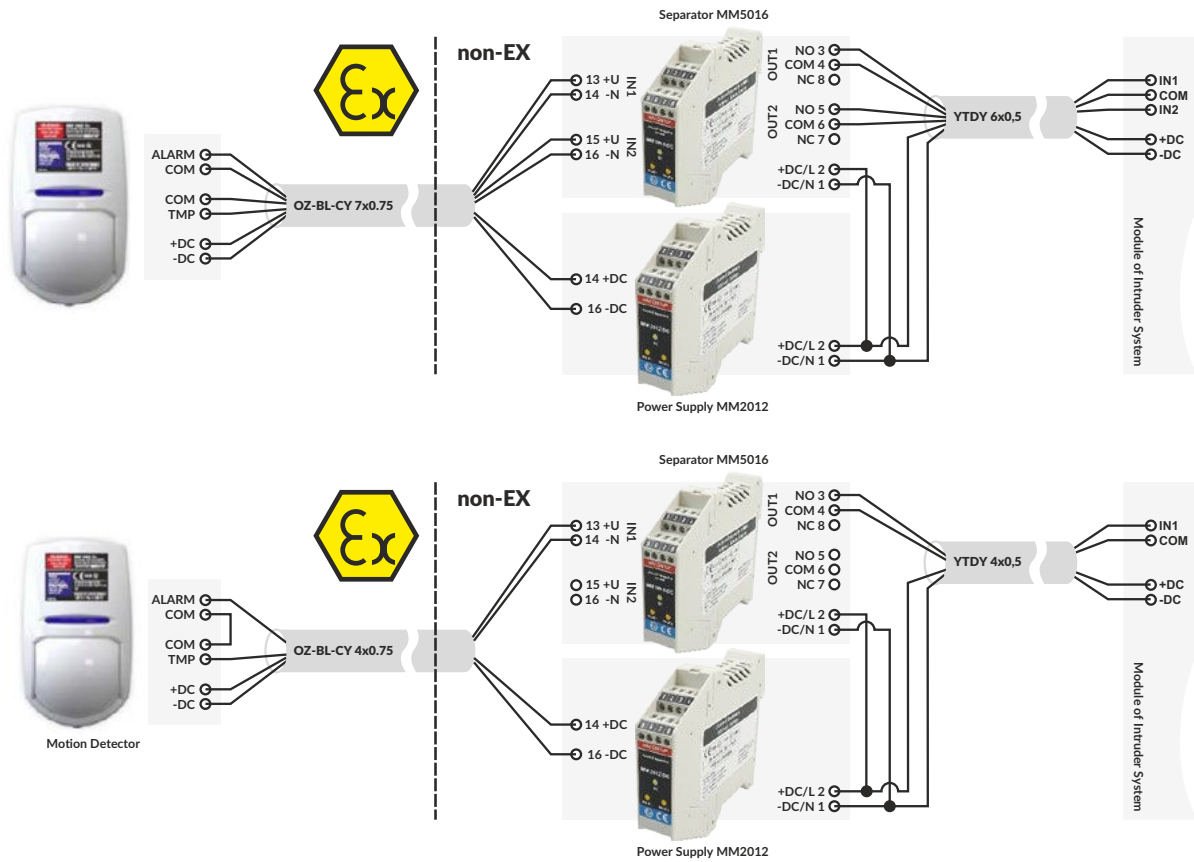 Separator MM5016
non-EX
Ex
ALARM
COM
COM
TMP
+DC
-DC
OZ-BL-CY 7x0.75
13 +U
14 -N
IN1
15 +U
16 -N
IN2
OUT1
NO 3
COM 4
NC 8
OUT2
NO 5
COM 6
NC 7
+DC/L 2
-DC/N 1
14 +DC
16 -DC
+DC/L 2
-DC/N 1
Power Supply MM2012
YTDY 6x0,5
IN1
COM
IN2
+DC
-DC
Module of Intruder System
Separator MM5016
non-EX
Ex
ALARM
COM
COM
TMP
+DC
-DC
Motion Detector
OZ-BL-CY 4x0.75
13 +U
14 -N
IN1
15 +U
16 -N
IN2
OUT1
NO 3
COM 4
NC 8
OUT2
NO 5
COM 6
NC 7
+DC/L 2
-DC/N 1
14 +DC
16 -DC
+DC/L 2
-DC/N 1
Power Supply MM2012
YTDY 4x0,5
IN1
COM
+DC
-DC
Module of Intruder System